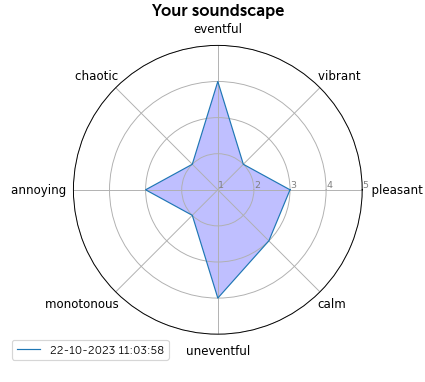 Your soundscape
eventful
chaotic
vibrant
annoying
1 2 3 4 5
pleasant
monotonous
calm
uneventful
22-10-2023 11:03:58